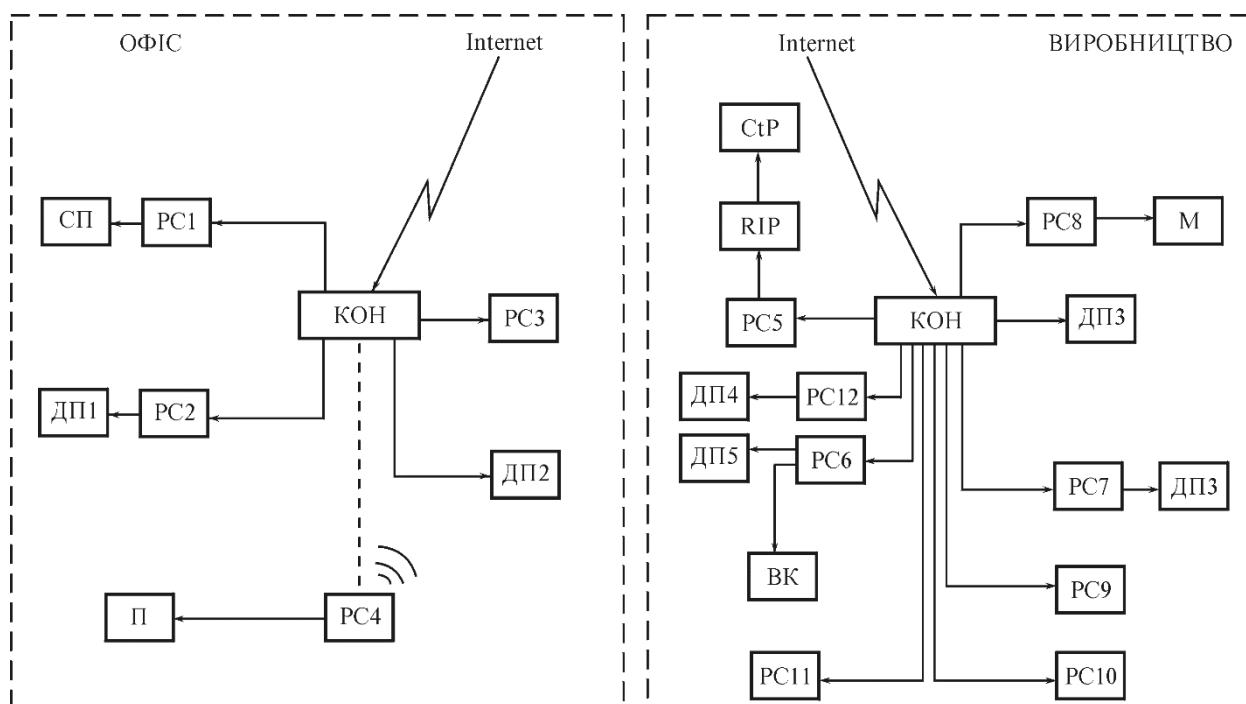 ОФІС
Internet
СП
РС1
КОН
РС3
ДП1
РС2
ДП2
П
РС4
Internet
ВИРОБНИЦТВО
CtP
RIP
РС8
М
РС5
КОН
ДП3
ДП4
РС12
ДП5
РС6
РС7
ДП3
ВК
РС9
РС11
РС10